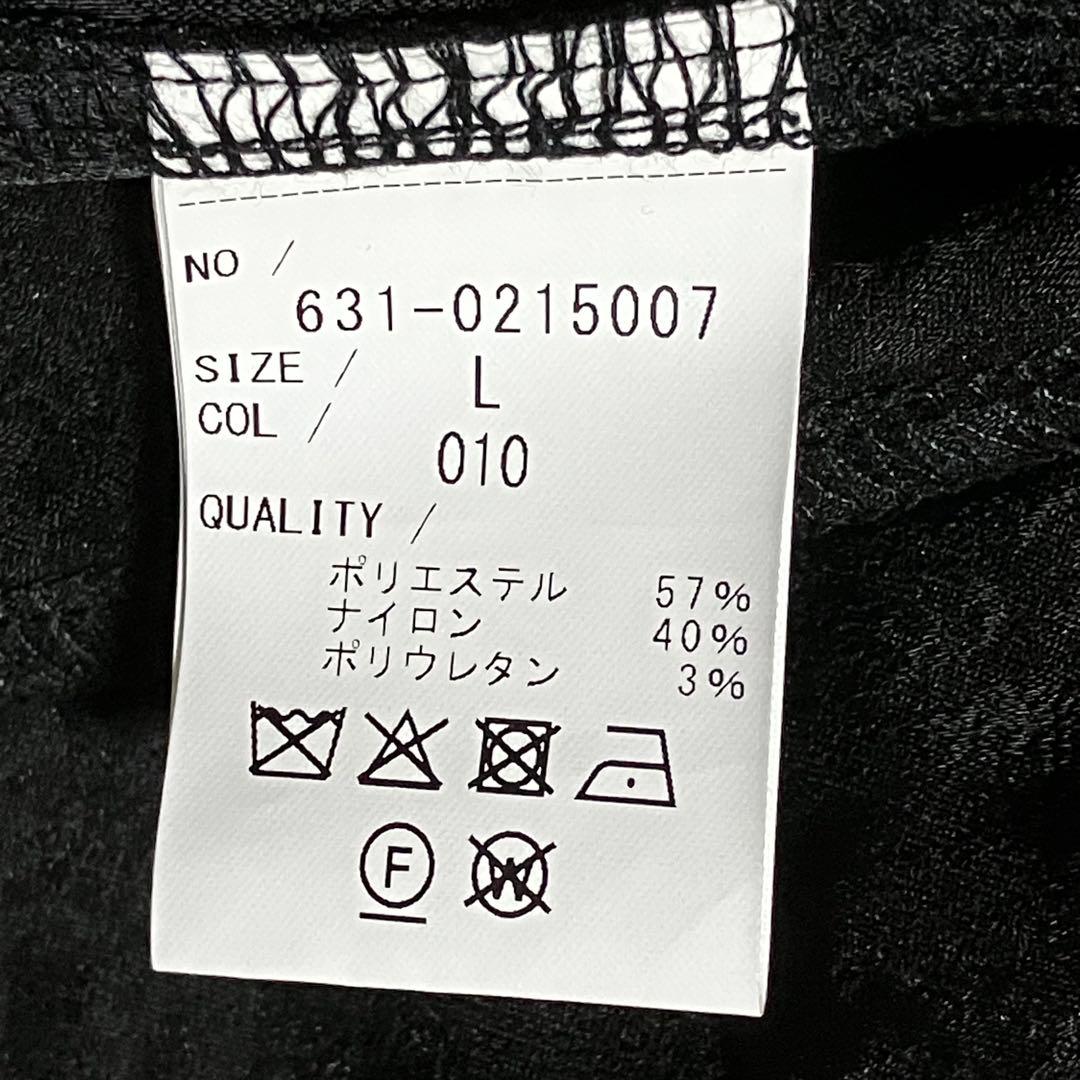 NO /
631-0215007
SIZE / L
COL / 010
QUALITY /
ポリエステル 57%
ナイロン 40%
ポリウレタン 3%
F W